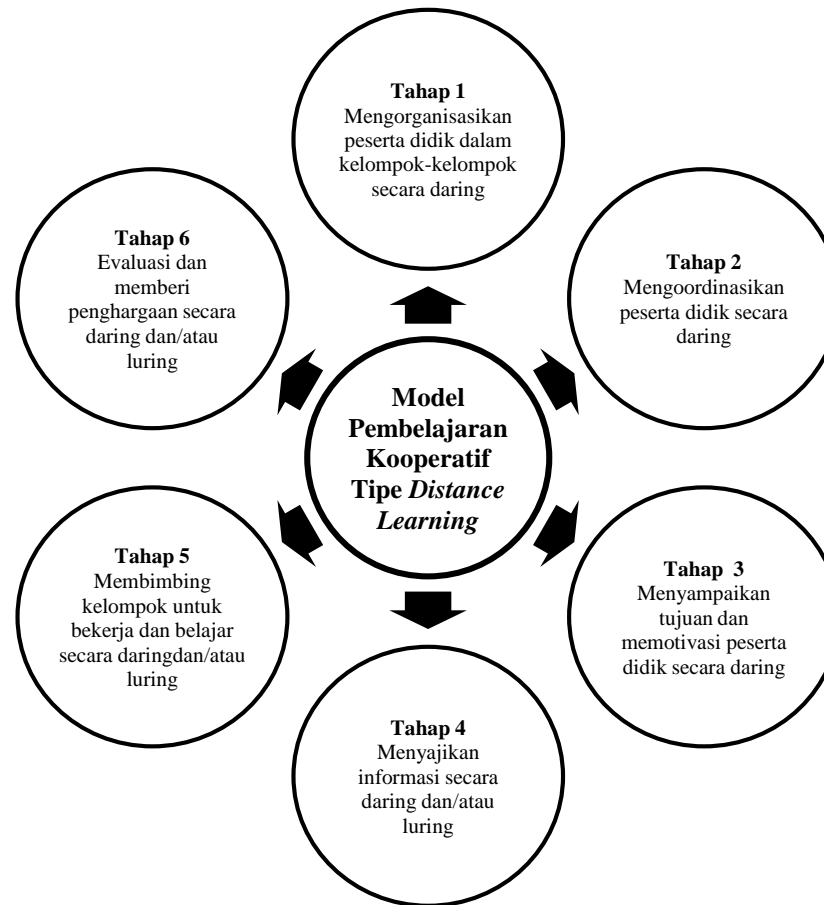 Tahap 1
Mengorganisasikan
peserta didik dalam
kelompok-kelompok
secara daring
Tahap 2
Mengoordinasikan
peserta didik secara
daring
Tahap 3
Menyampaikan
tujuan dan
memotivasi peserta
didik secara daring
Tahap 4
Menyajikan
informasi secara
daring dan/atau
luring
Tahap 5
Membimbing
kelompok untuk
bekerja dan belajar
secara daringdan/atau
luring
Tahap 6
Evaluasi dan
memberi
penghargaan secara
daring dan/atau
luring
Model
Pembelajaran
Kooperatif
Tipe Distance
Learning